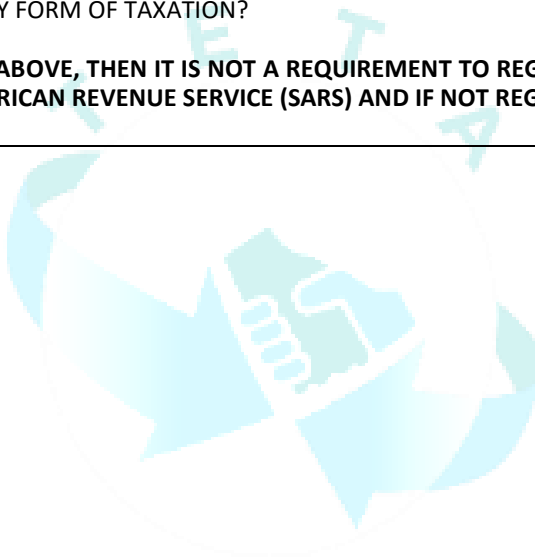 Y FORM OF TAXATION?
ABOVE, THEN IT IS NOT A REQUIREMENT TO REG
RICAN REVENUE SERVICE (SARS) AND IF NOT REG
T E T A